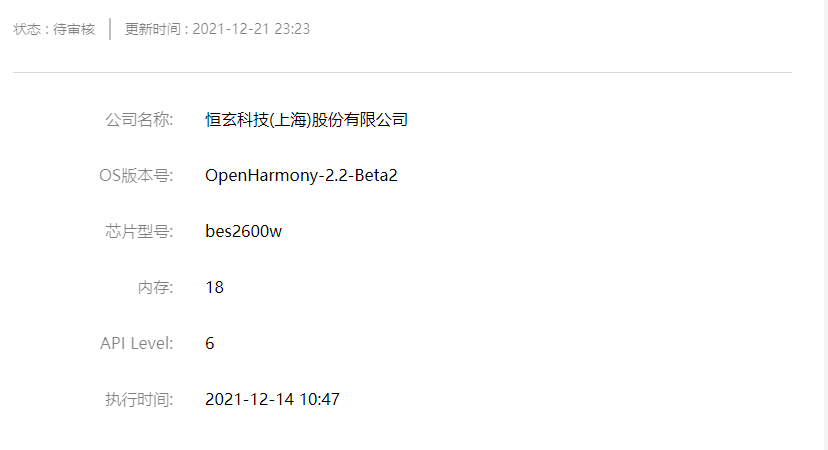 状态 : 待审核 更新时间 : 2021-12-21 23:23
公司名称: 恒玄科技(上海)股份有限公司
OS版本号: OpenHarmony-2.2-Beta2
芯片型号: bes2600w
内存: 18
API Level: 6
执行时间: 2021-12-14 10:47